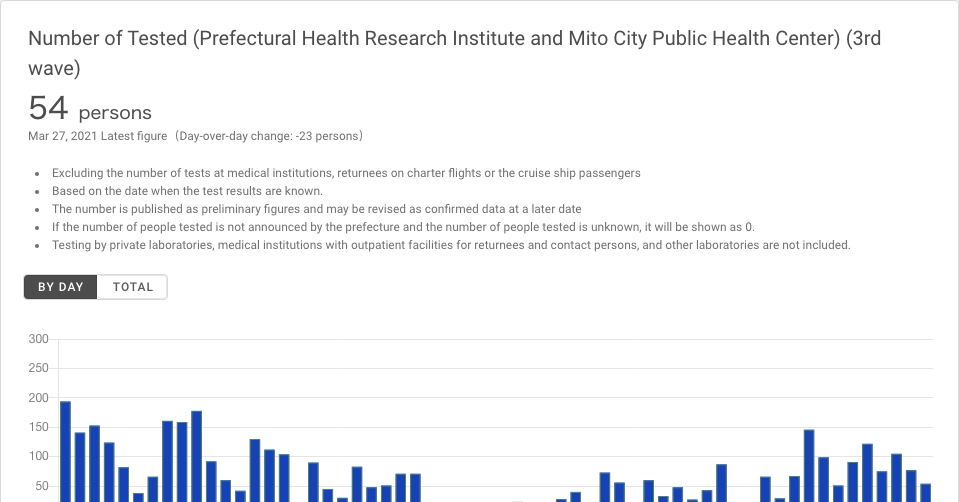 Number of Tested (Prefectural Health Research Institute and Mito City Public Health Center) (3rd
wave)
54 persons
Mar 27, 2021 Latest figure（Day-over-day change: -23 persons）
• Excluding the number of tests at medical institutions, returnees on charter flights or the cruise ship passengers
• Based on the date when the test results are known.
• The number is published as preliminary figures and may be revised as confirmed data at a later date
• If the number of people tested is not announced by the prefecture and the number of people tested is unknown, it will be shown as 0.
• Testing by private laboratories, medical institutions with outpatient facilities for returnees and contact persons, and other laboratories are not included.
BY DAY TOTAL
300
250
200
150
100
50